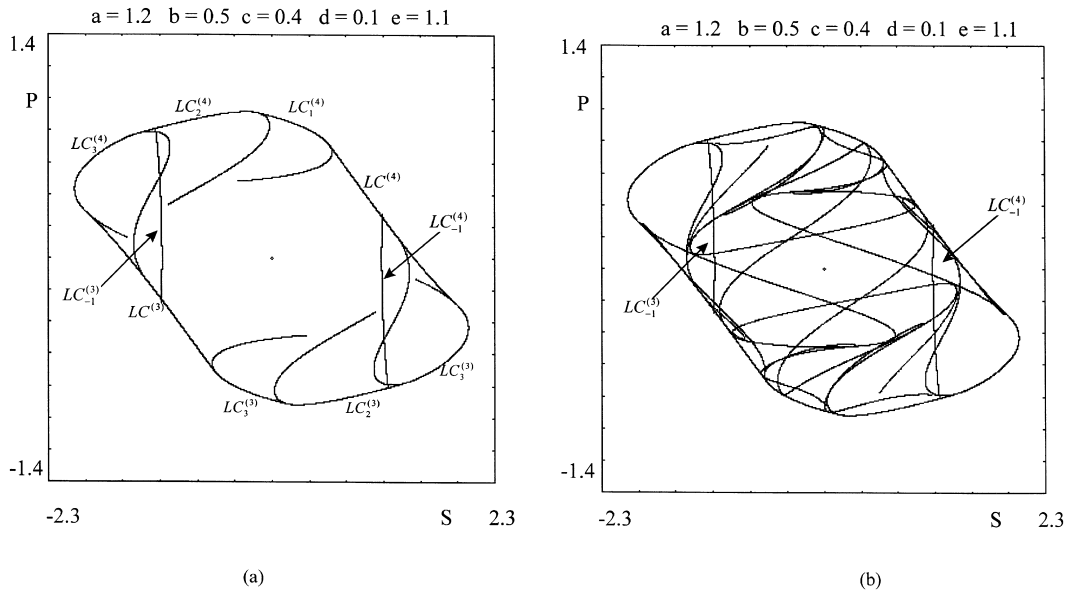 a = 1.2 b = 0.5 c = 0.4 d = 0.1 e = 1.1
1.4
P
LC_2^{(4)}
LC_1^{(4)}
LC_3^{(4)}
LC^{(4)}
LC_{-1}^{(4)}
LC_{-1}^{(3)}
LC^{(3)}
LC_3^{(3)}
LC_3^{(3)}
LC_2^{(3)}
-1.4
-2.3
S
2.3
(a)
a = 1.2 b = 0.5 c = 0.4 d = 0.1 e = 1.1
1.4
P
LC_{-1}^{(4)}
LC_{-1}^{(3)}
-1.4
-2.3
S
2.3
(b)